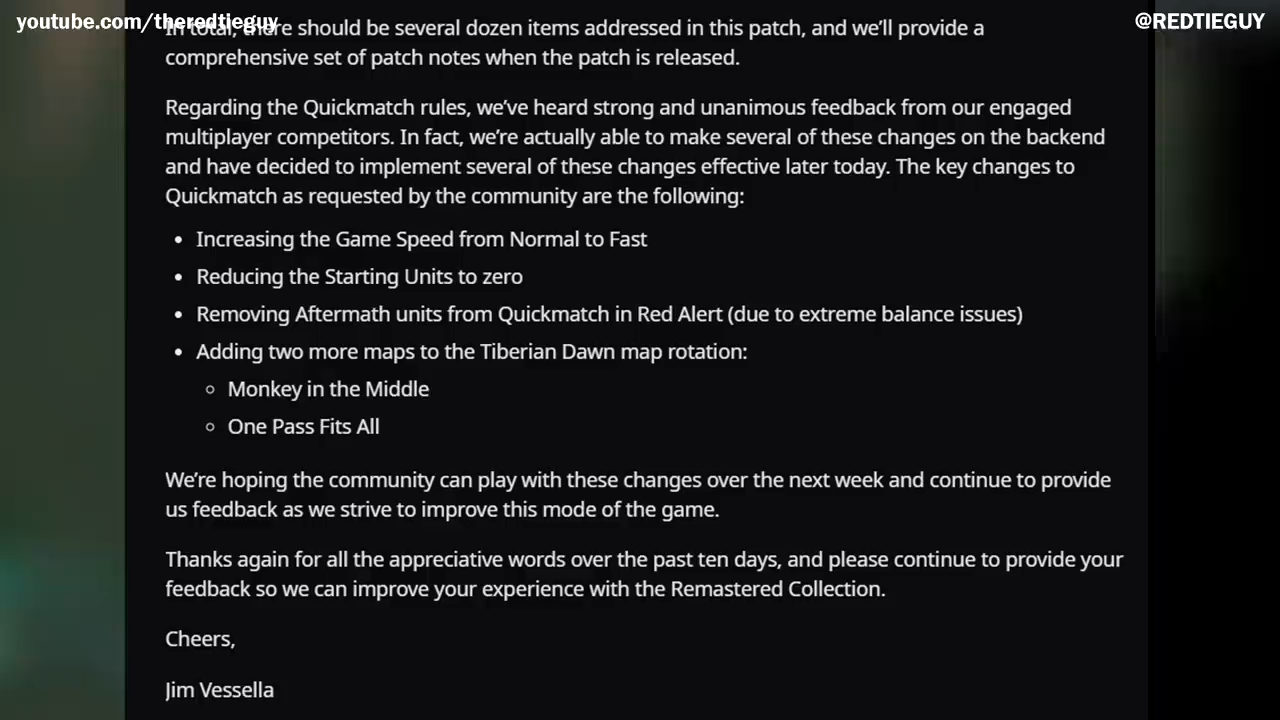 youtube.com/theredtieguy
@REDTIEGUY
In total, there should be several dozen items addressed in this patch, and we'll provide a
comprehensive set of patch notes when the patch is released.
Regarding the Quickmatch rules, we've heard strong and unanimous feedback from our engaged
multiplayer competitors. In fact, we're actually able to make several of these changes on the backend
and have decided to implement several of these changes effective later today. The key changes to
Quickmatch as requested by the community are the following:
• Increasing the Game Speed from Normal to Fast
• Reducing the Starting Units to zero
• Removing Aftermath units from Quickmatch in Red Alert (due to extreme balance issues)
• Adding two more maps to the Tiberian Dawn map rotation:
○ Monkey in the Middle
○ One Pass Fits All
We're hoping the community can play with these changes over the next week and continue to provide
us feedback as we strive to improve this mode of the game.
Thanks again for all the appreciative words over the past ten days, and please continue to provide your
feedback so we can improve your experience with the Remastered Collection.
Cheers,
Jim Vessella